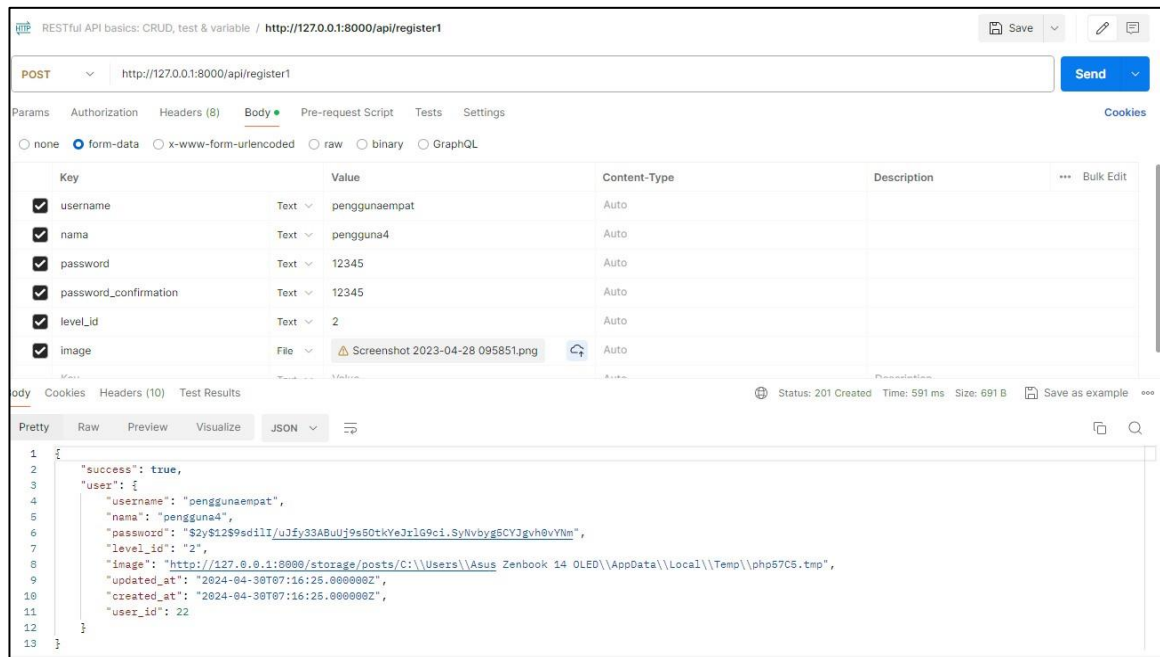 HTTP RESTful API basics: CRUD, test & variable / http://127.0.0.1:8000/api/register1 Save
POST http://127.0.0.1:8000/api/register1 Send
Params Authorization Headers (8) Body Pre-request Script Tests Settings Cookies
none form-data x-www-form-urlencoded raw binary GraphQL
Key Value Content-Type Description Bulk Edit
username Text penggunaempat Auto
nama Text pengguna4 Auto
password Text 12345 Auto
password_confirmation Text 12345 Auto
level_id Text 2 Auto
image File Screenshot 2023-04-28 095851.png Auto
ody Cookies Headers (10) Test Results Status: 201 Created Time: 591 ms Size: 691 B Save as example
Pretty Raw Preview Visualize JSON
1 {
2 "success": true,
3 "user": {
4 "username": "penggunaempat",
5 "nama": "pengguna4",
6 "password": "$2y$12$9sdilI/uJfy33ABuUj9s5OtkYeJrlG9ci.SyNvbyg5CYJgvh0vYNm",
7 "level_id": "2",
8 "image": "http://127.0.0.1:8000/storage/posts/C:\\Users\\Asus Zenbook 14 OLED\\AppData\\Local\\Temp\\php57C5.tmp",
9 "updated_at": "2024-04-30T07:16:25.000000Z",
10 "created_at": "2024-04-30T07:16:25.000000Z",
11 "user_id": 22
12 }
13 }